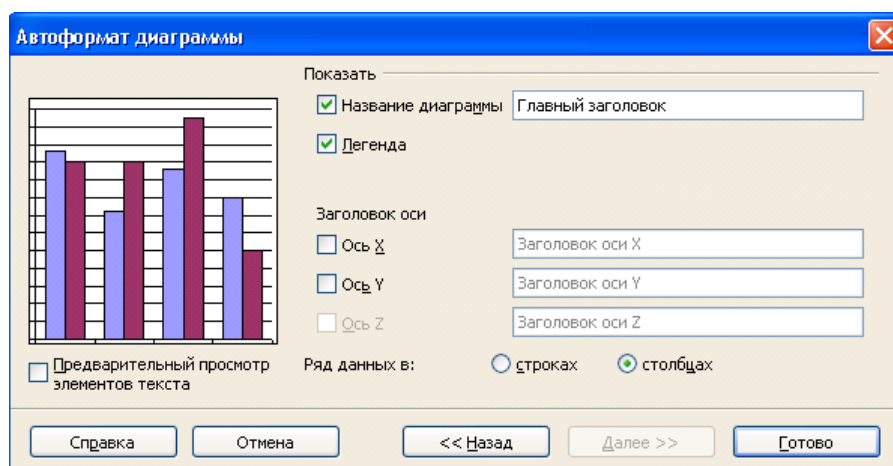 Автоформат диаграммы
Показать
Название диаграммы Главный заголовок
Легенда
Заголовок оси
Ось X Заголовок оси X
Ось Y Заголовок оси Y
Ось Z Заголовок оси Z
Предварительный просмотр
элементов текста
Ряд данных в: строках столбцах
Справка Отмена << Назад Далее >> Готово